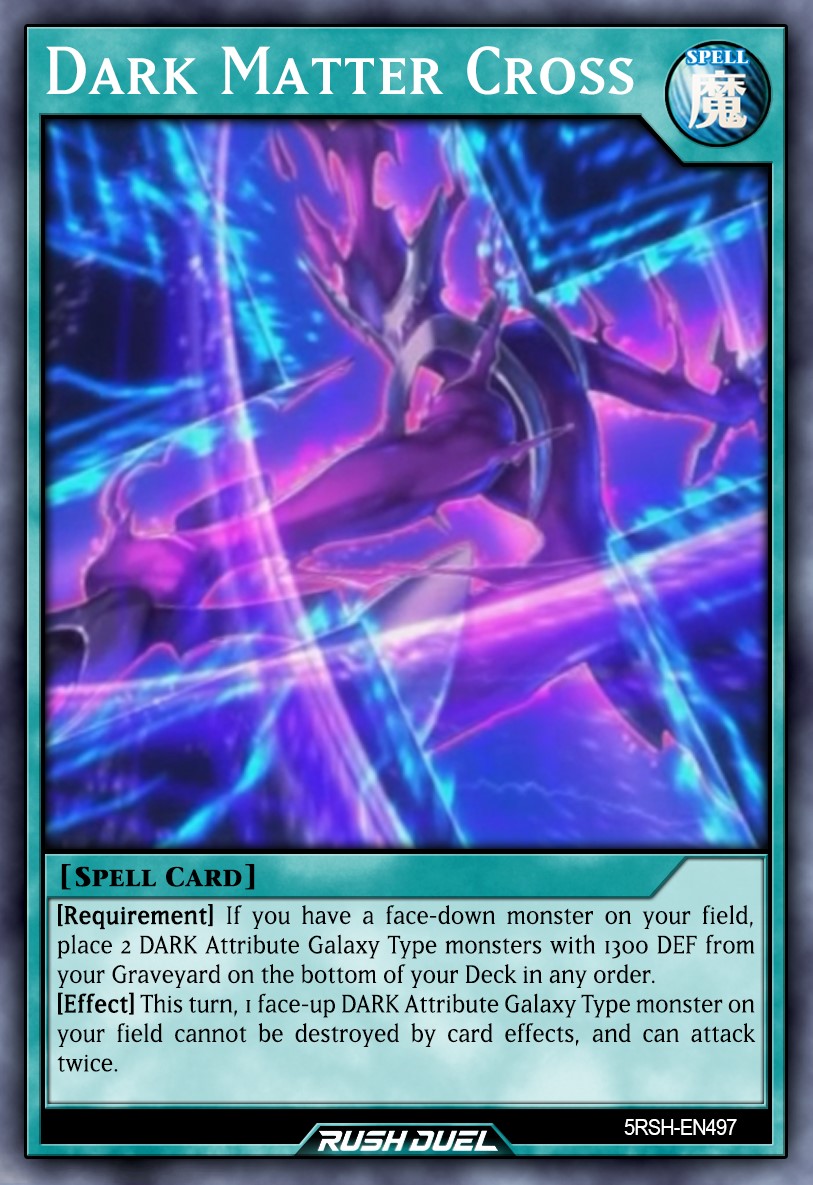 Dark Matter Cross
SPELL
魔
[Spell Card]
[Requirement] If you have a face-down monster on your field,
place 2 DARK Attribute Galaxy Type monsters with 1300 DEF from
your Graveyard on the bottom of your Deck in any order.
[Effect] This turn, 1 face-up DARK Attribute Galaxy Type monster on
your field cannot be destroyed by card effects, and can attack
twice.
5RSH-EN497
RUSH DUEL